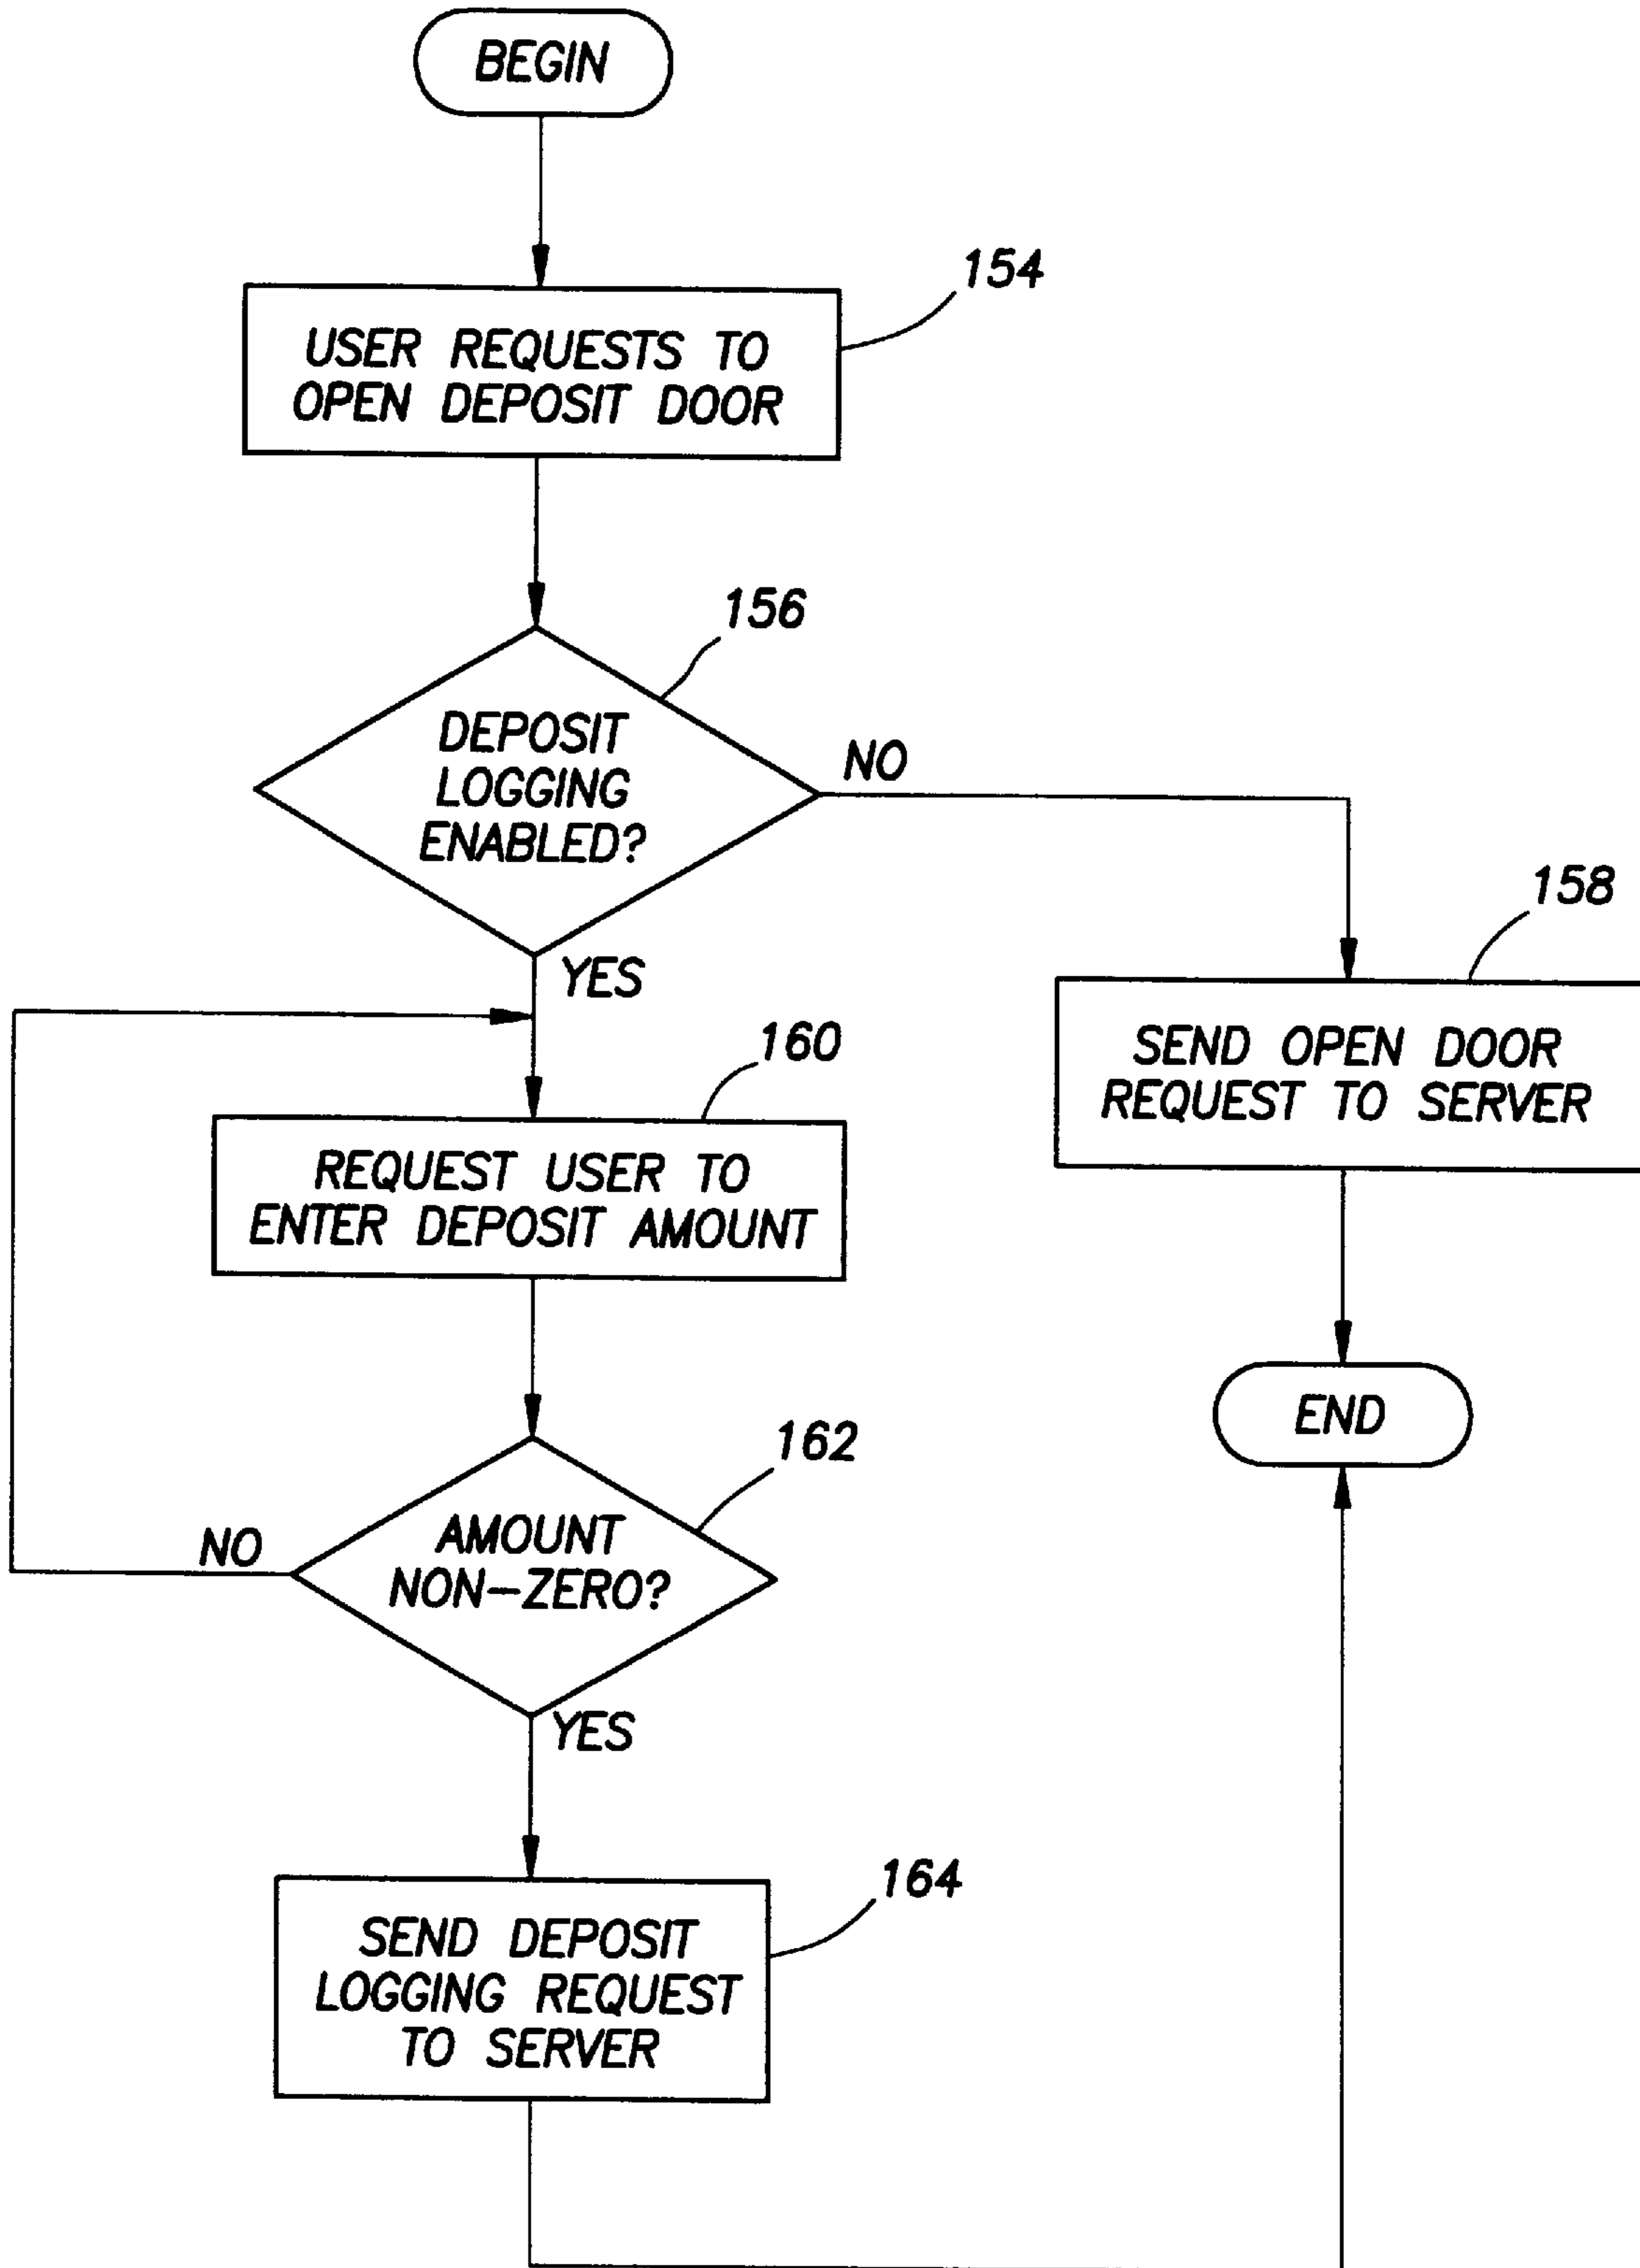 BEGIN
154
USER REQUESTS TO
OPEN DEPOSIT DOOR
156
DEPOSIT
LOGGING
ENABLED?
NO
YES
158
SEND OPEN DOOR
REQUEST TO SERVER
160
REQUEST USER TO
ENTER DEPOSIT AMOUNT
END
162
AMOUNT
NON-ZERO?
NO
YES
164
SEND DEPOSIT
LOGGING REQUEST
TO SERVER